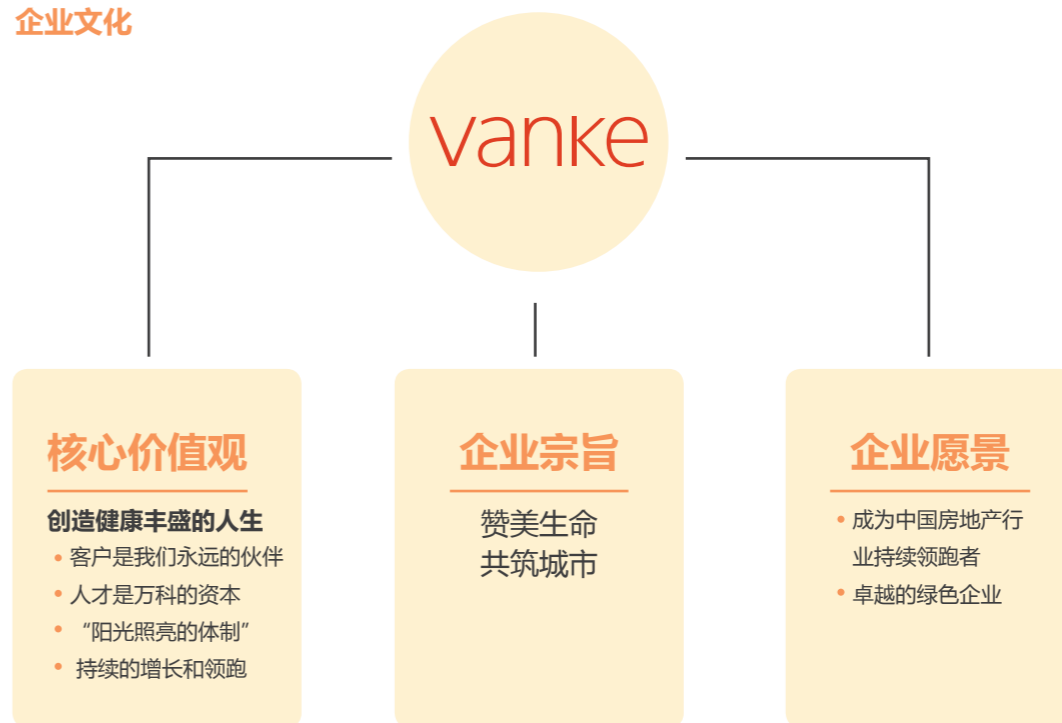 企业文化
vanke
核心价值观
创造健康丰盛的人生
• 客户是我们永远的伙伴
• 人才是万科的资本
• “阳光照亮的体制”
• 持续的增长和领跑
企业宗旨
赞美生命
共筑城市
企业愿景
• 成为中国房地产行
业持续领跑者
• 卓越的绿色企业